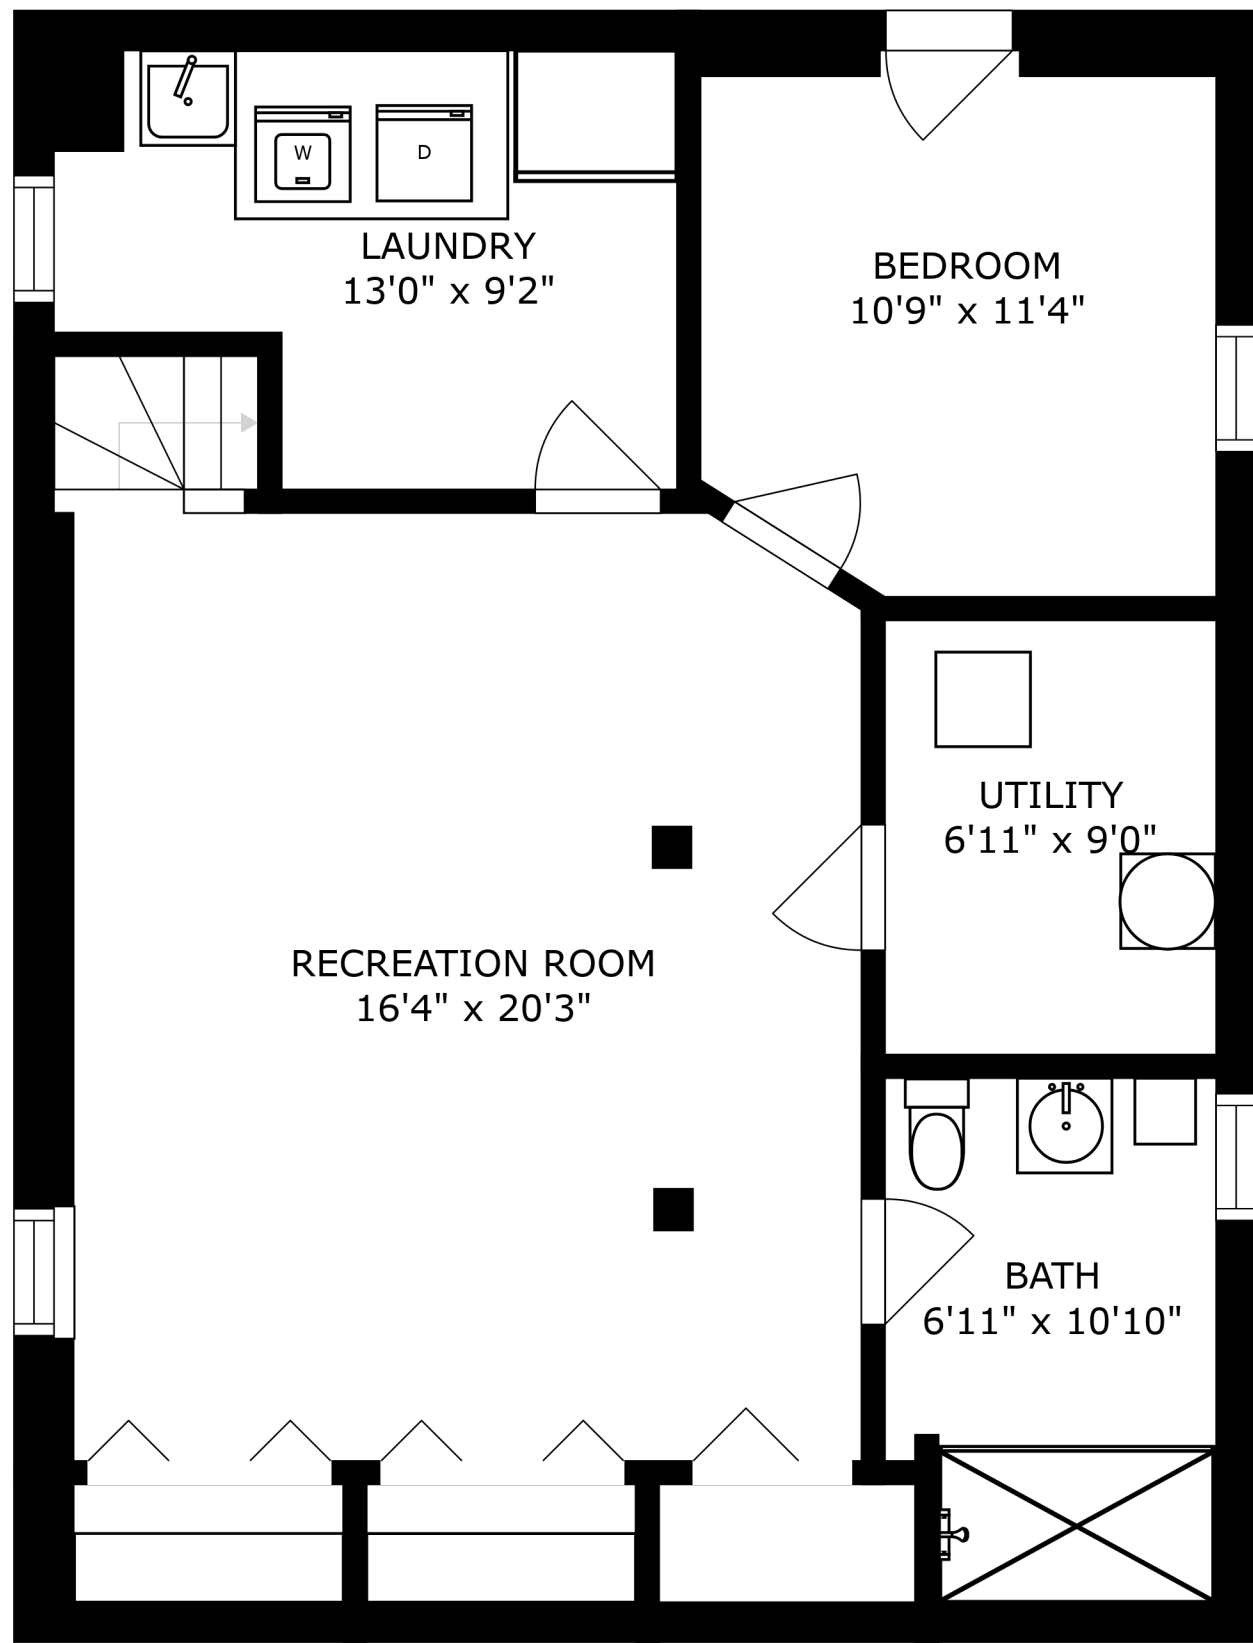 W
D
LAUNDRY
13'0" x 9'2"
BEDROOM
10'9" x 11'4"
UTILITY
6'11" x 9'0"
RECREATION ROOM
16'4" x 20'3"
BATH
6'11" x 10'10"